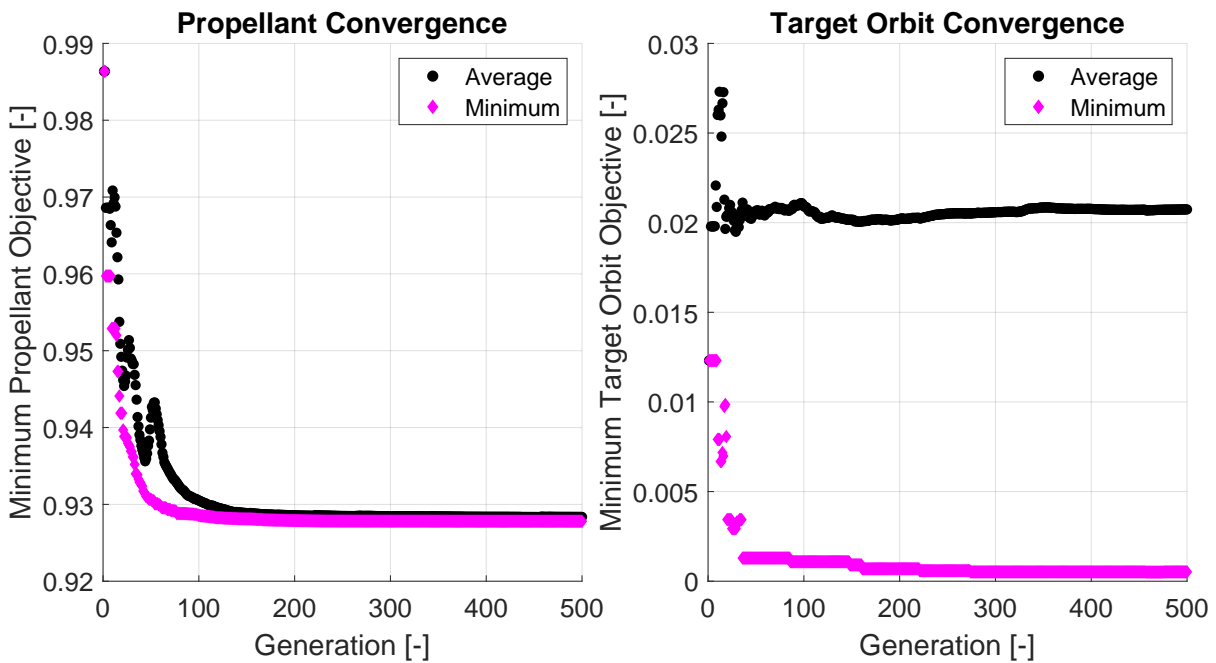 Propellant Convergence
Minimum Propellant Objective [-]
0.99
0.98
0.97
0.96
0.95
0.94
0.93
0.92
0
100
200
300
400
500
Generation [-]
Average
Minimum
Target Orbit Convergence
Minimum Target Orbit Objective [-]
0.03
0.025
0.02
0.015
0.01
0.005
0
0
100
200
300
400
500
Generation [-]
Average
Minimum